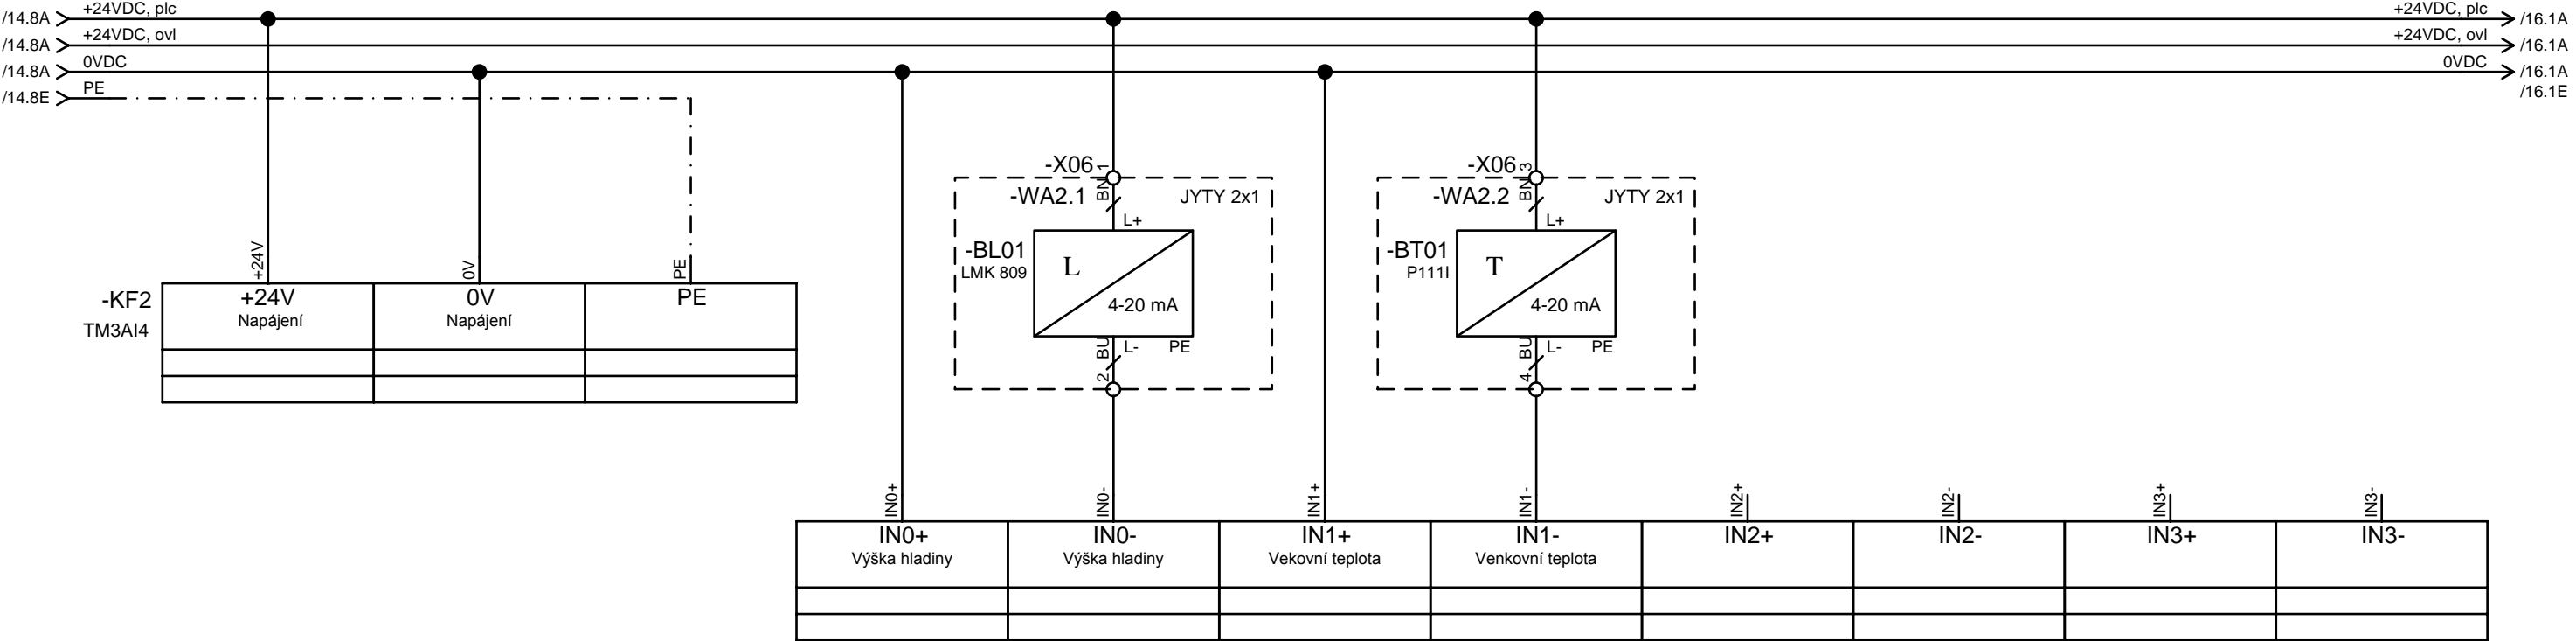 /14.8A +24VDC, plc +24VDC, plc /16.1A
/14.8A +24VDC, ovl +24VDC, ovl /16.1A
/14.8A 0VDC 0VDC /16.1A
/14.8E PE /16.1E
-X06 1 -X06 3
-WA2.1 BN JYTY 2x1 -WA2.2 BN JYTY 2x1
L+ L+
-BL01 L -BT01 T
LMK 809 P111I
4-20 mA 4-20 mA
+24V 0V PE
-KF2 +24V 0V PE
TM3AI4 Napájení Napájení
BU L- PE BU L- PE
2 4
IN0+ IN0- IN1+ IN1- IN2+ IN2- IN3+ IN3-
IN0+ IN0- IN1+ IN1- IN2+ IN2- IN3+ IN3-
Výška hladiny Výška hladiny Vekovní teplota Venkovní teplota